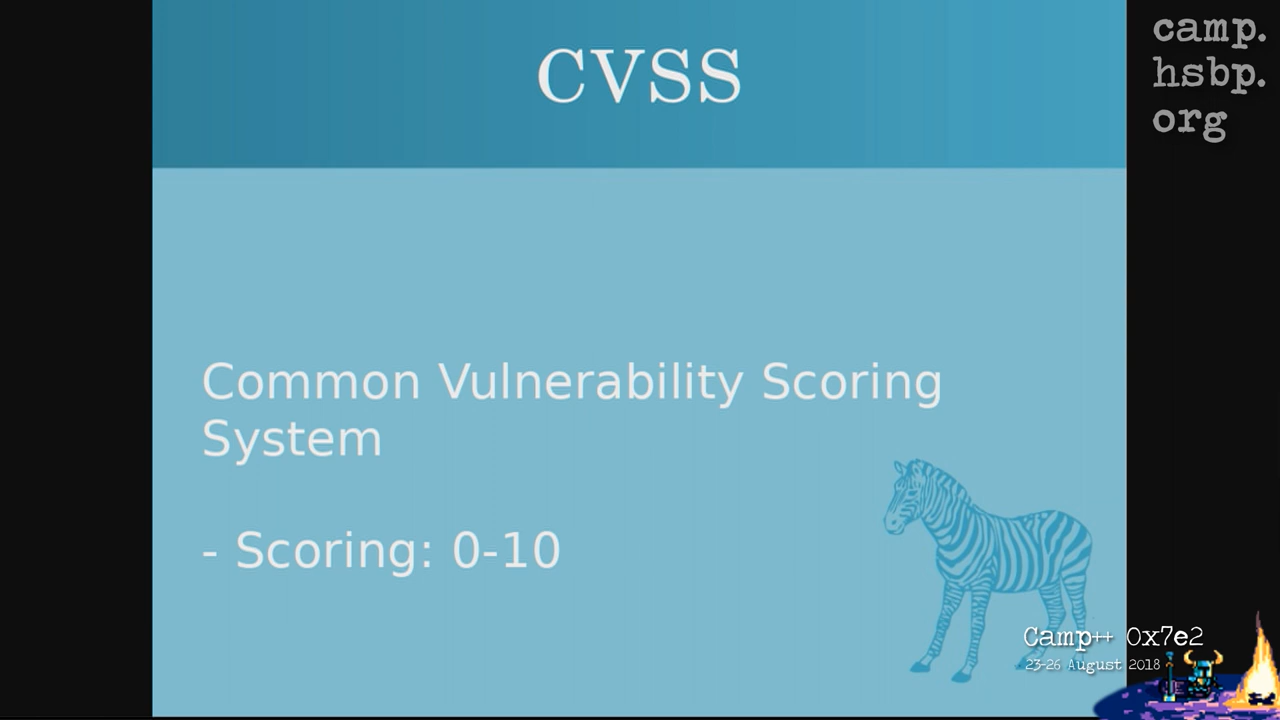 CVSS
camp.
hsbp.
org
Common Vulnerability Scoring
System
- Scoring: 0-10
Camp++ 0x7e2
23-26 August 2018